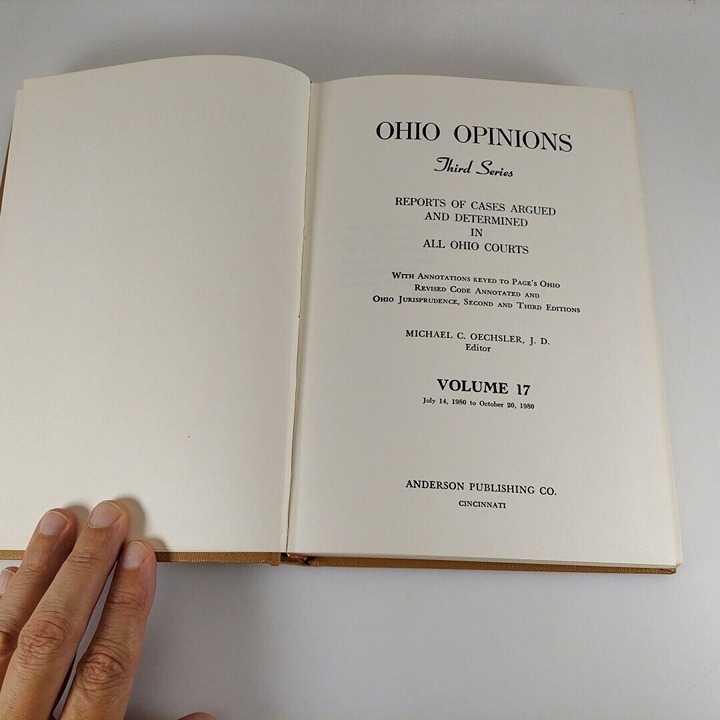 OHIO OPINIONS
Third Series
REPORTS OF CASES ARGUED
AND DETERMINED
IN
ALL OHIO COURTS
WITH ANNOTATIONS KEYED TO PAGE'S OHIO
REVISED CODE ANNOTATED AND
OHIO JURISPRUDENCE, SECOND AND THIRD EDITIONS
MICHAEL C. OECHSLER, J. D.
Editor
VOLUME 17
July 14, 1980 to October 20, 1980
ANDERSON PUBLISHING CO.
CINCINNATI